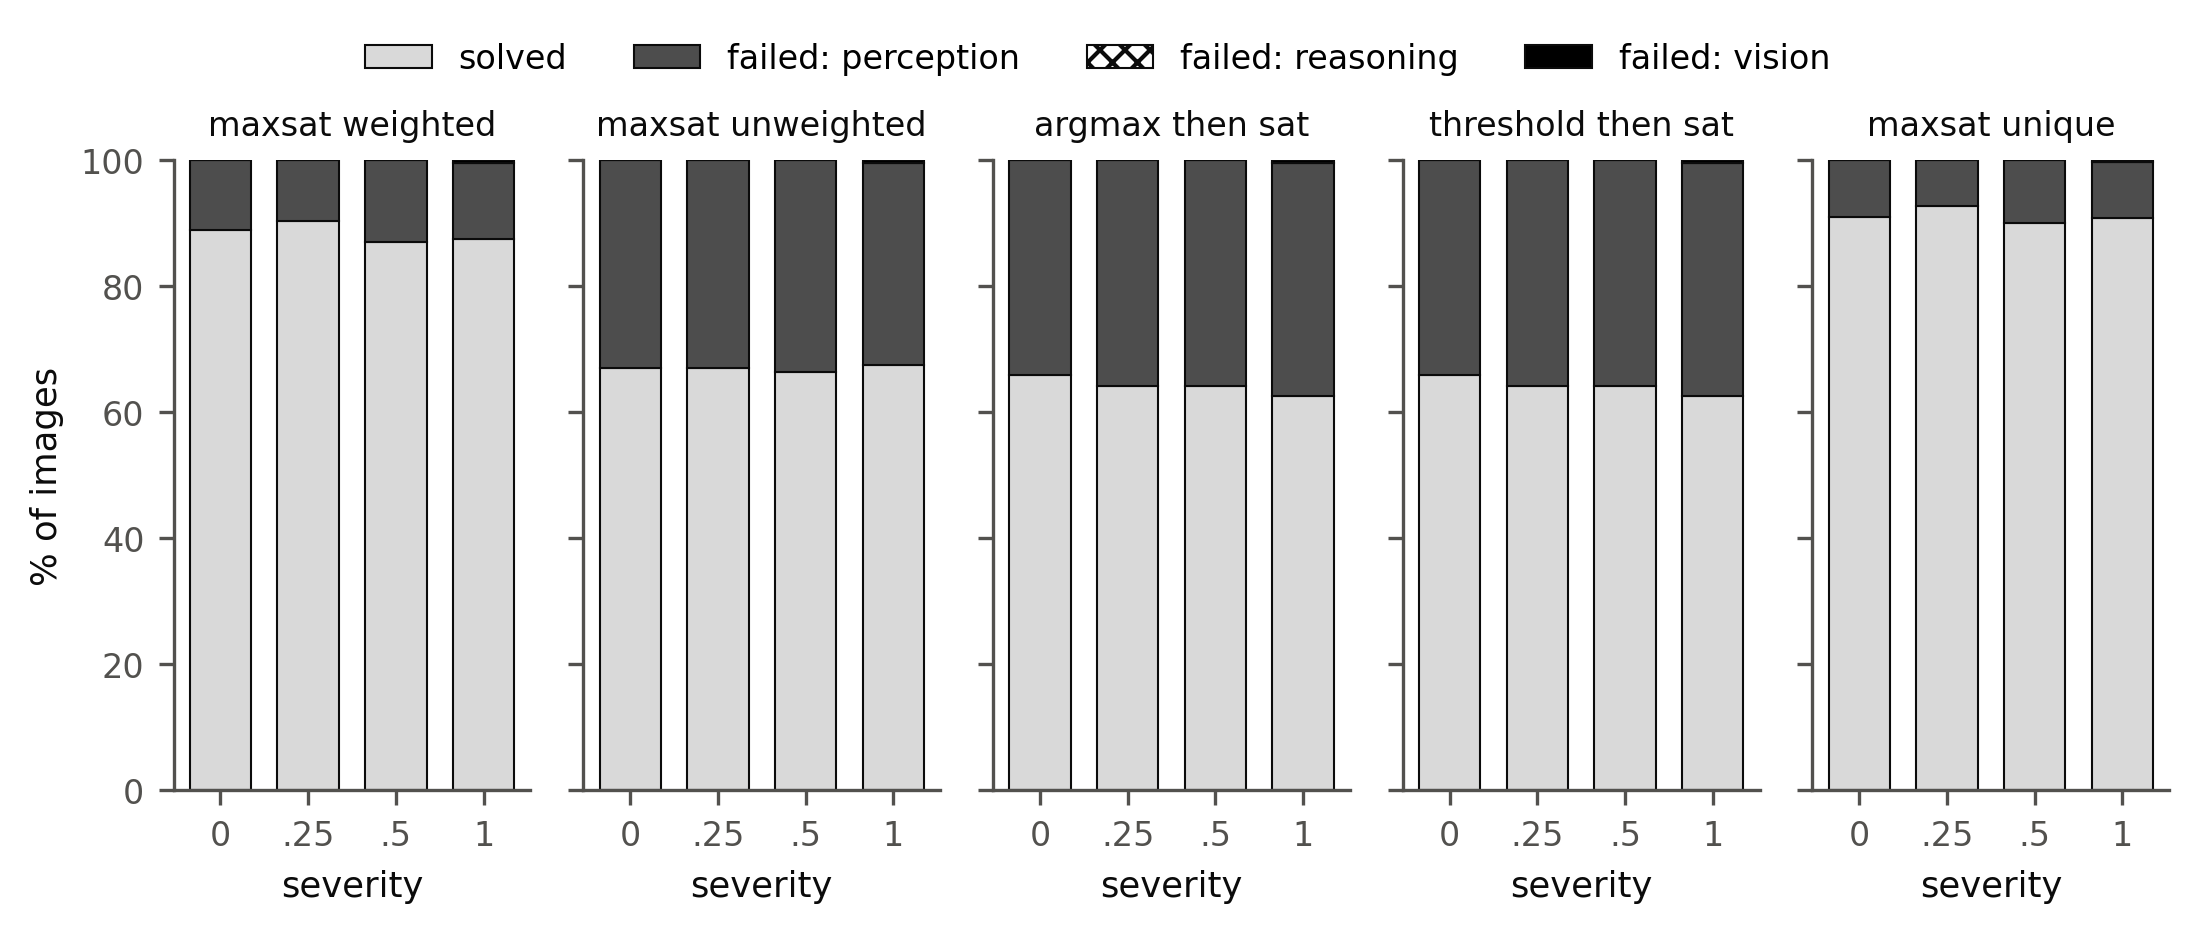 solved failed: perception failed: reasoning failed: vision
maxsat weighted maxsat unweighted argmax then sat threshold then sat maxsat unique
100
80
60
40
20
0
% of images
0 .25 .5 1 0 .25 .5 1 0 .25 .5 1 0 .25 .5 1 0 .25 .5 1
severity severity severity severity severity